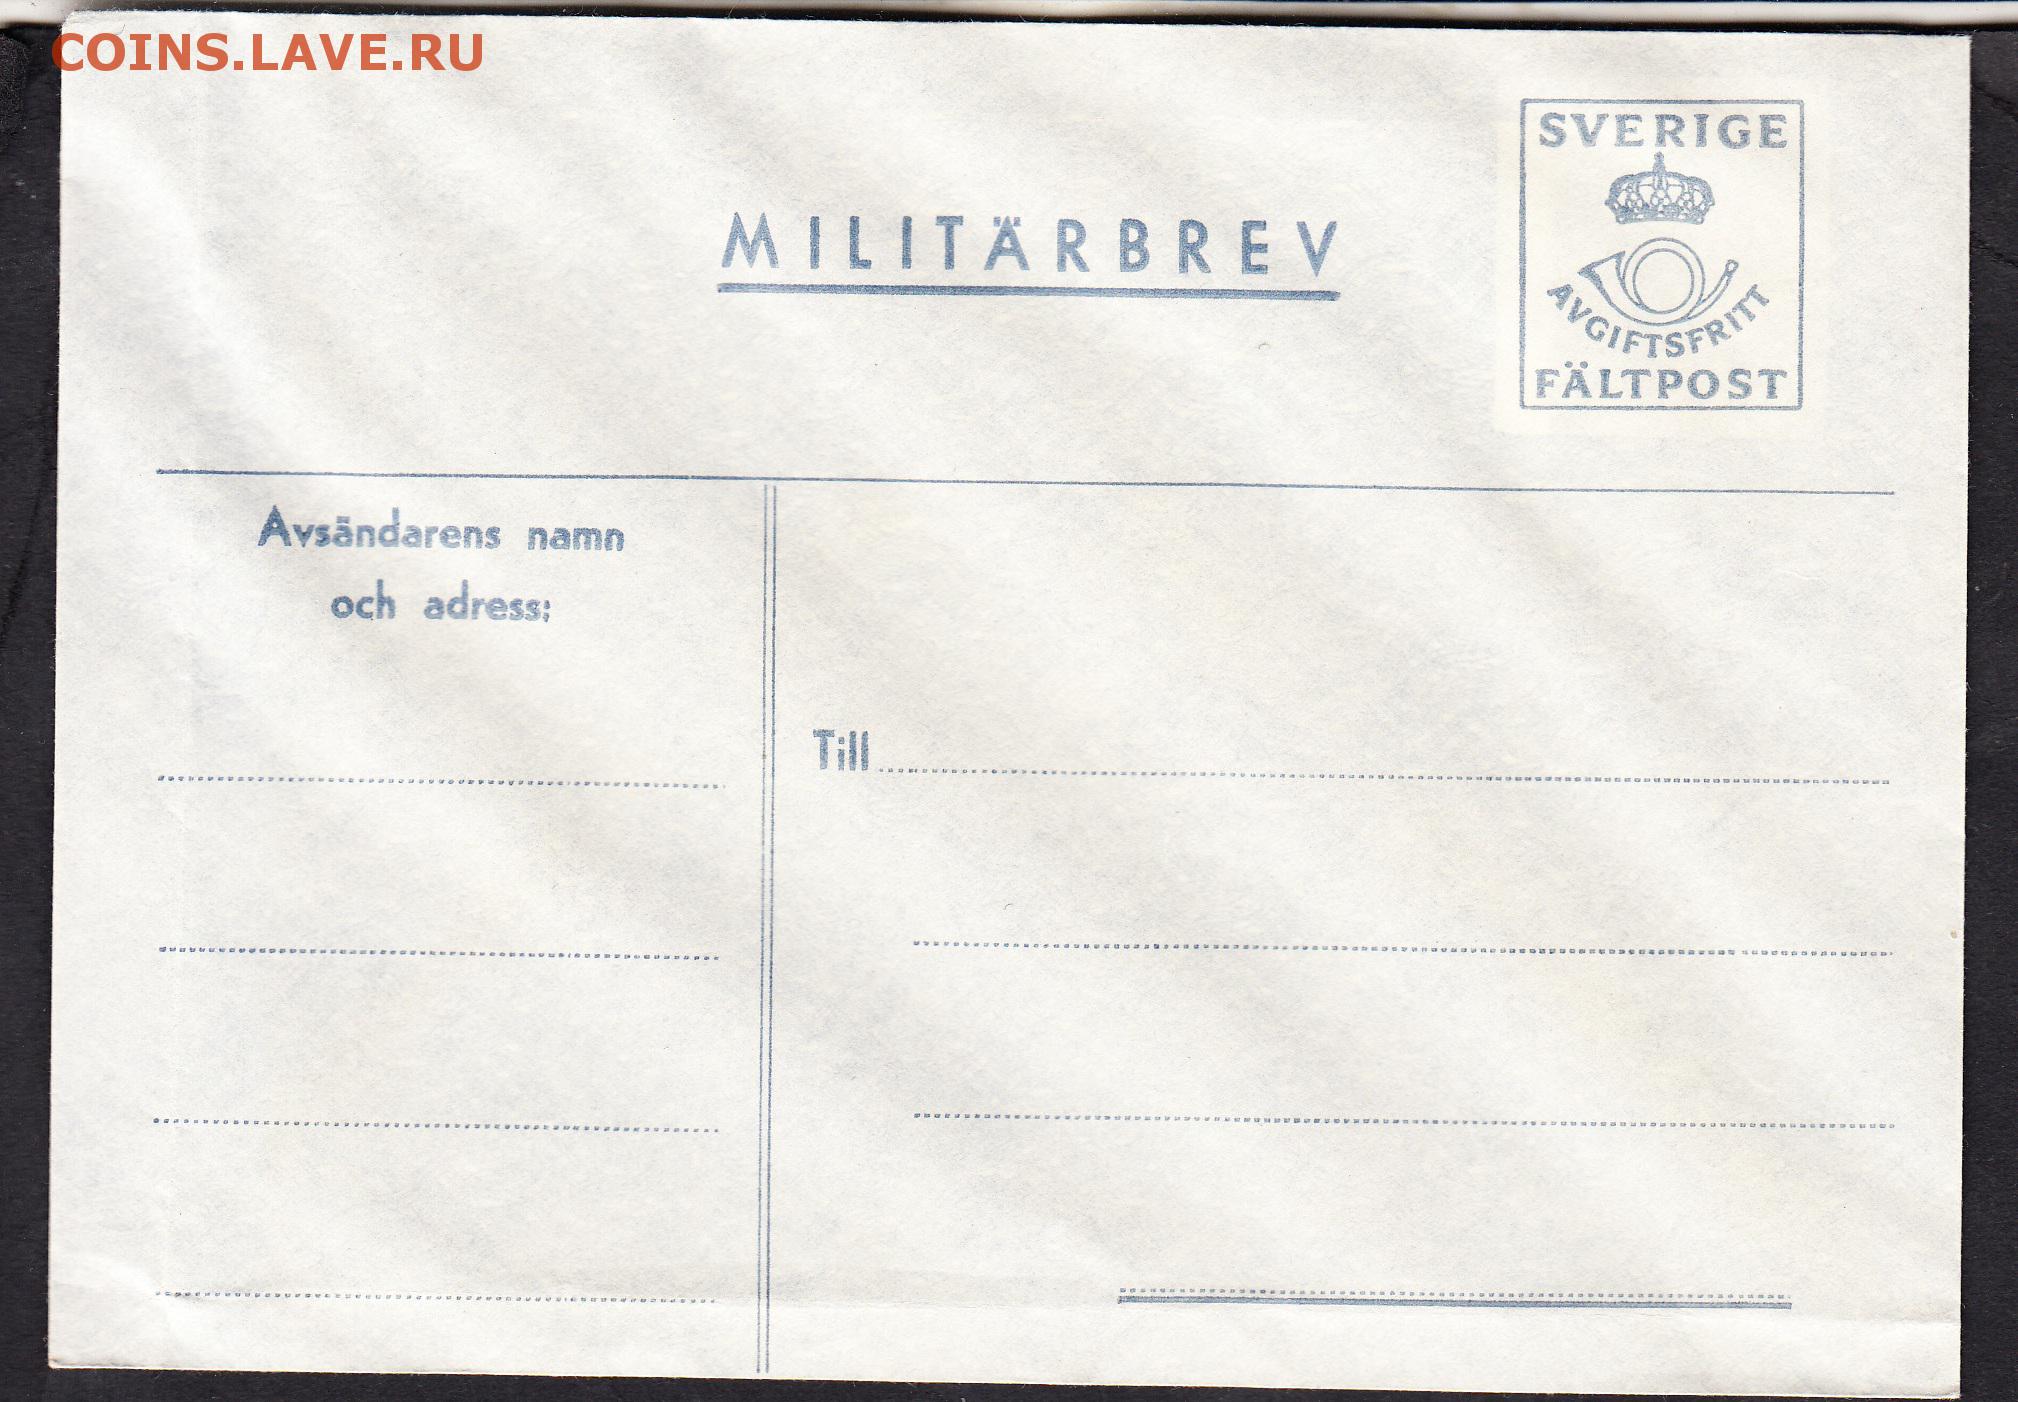 COINS.LAVE.RU
SVERIGE
MILITÄRBREV
AVGIFTSFRITT
FÄLTPOST
Avsändarens namn
och adress:
Till